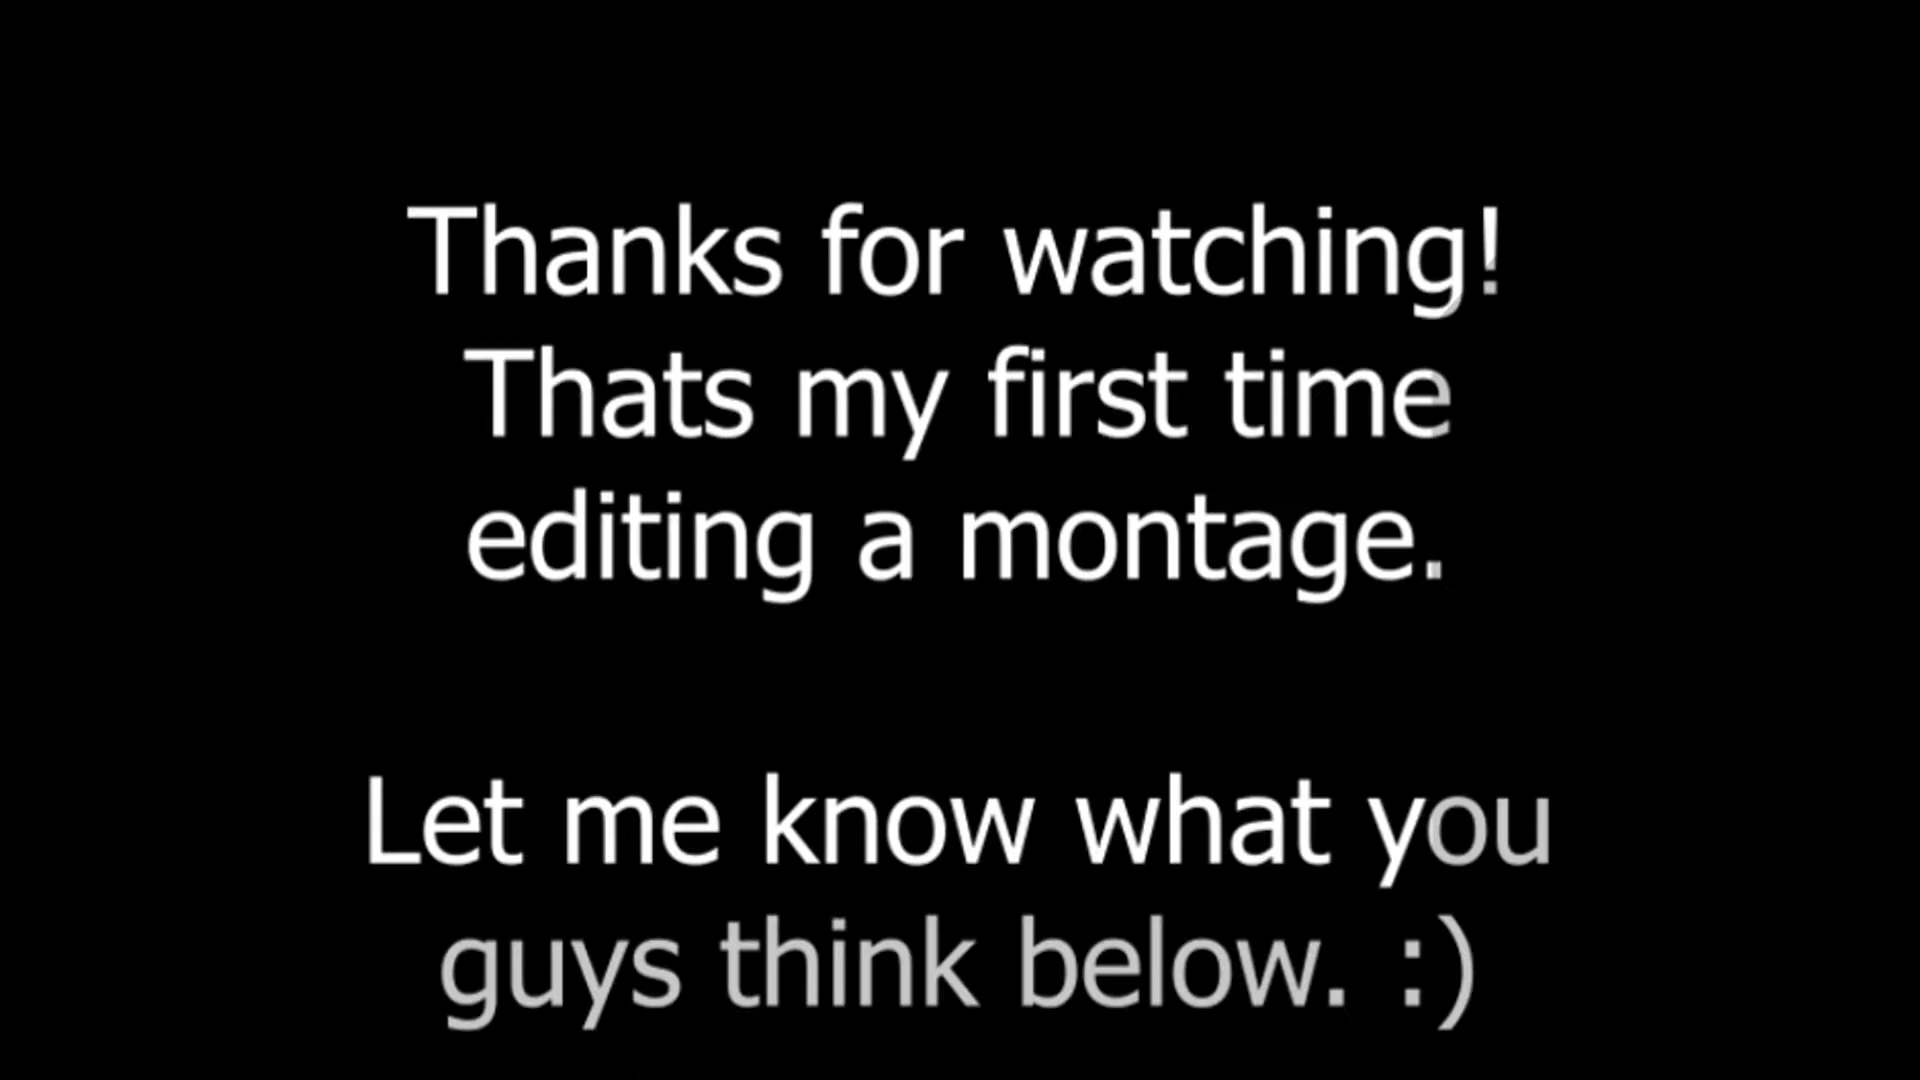 Thanks for watching!
Thats my first time
editing a montage.
Let me know what you
guys think below. :)